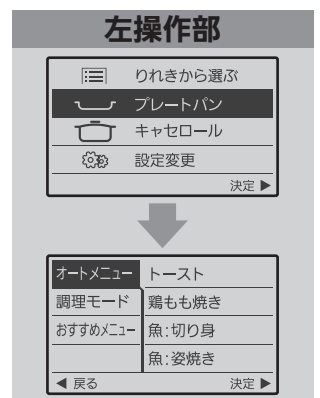 左操作部
りれきから選ぶ
プレートパン
キャセロール
設定変更
決定 ▶
オートメニュー トースト
調理モード 鶏もも焼き
おすすめメニュー 魚:切り身
魚:姿焼き
◀ 戻る 決定 ▶